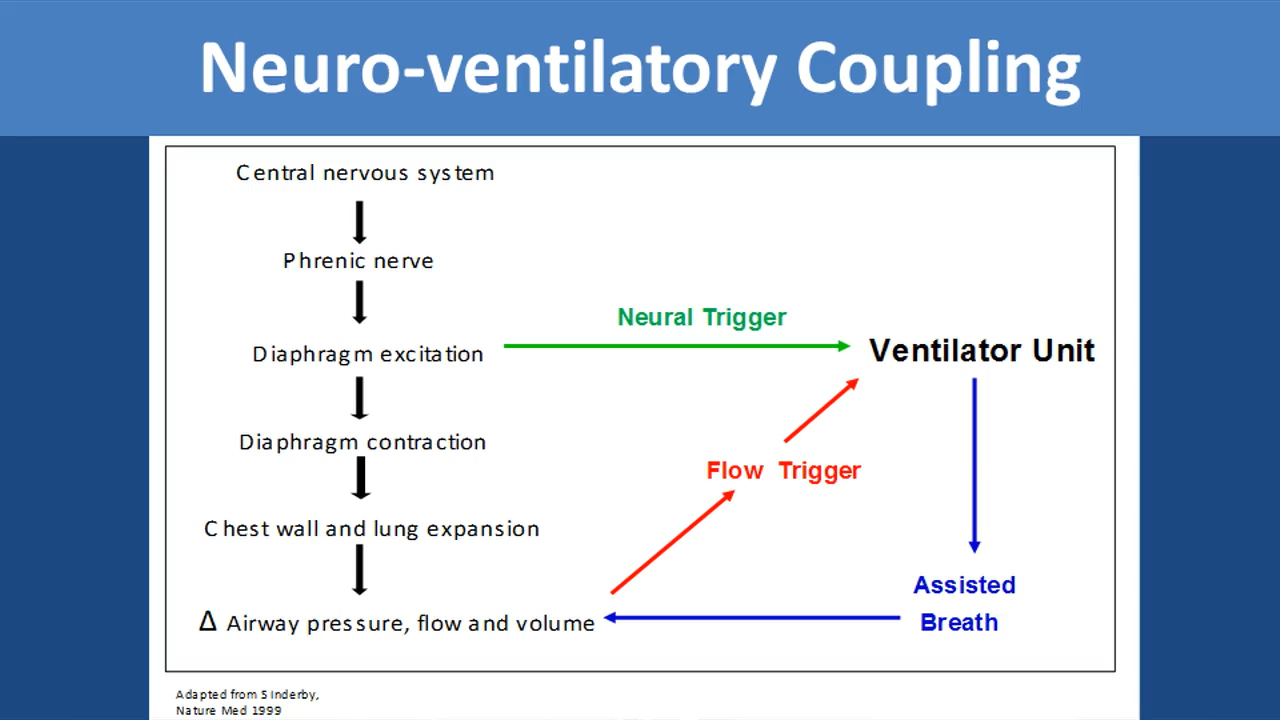 Neuro-ventilatory Coupling
Central nervous system
Phrenic nerve
Neural Trigger
Diaphragm excitation
Ventilator Unit
Diaphragm contraction
Flow Trigger
Chest wall and lung expansion
Assisted
Breath
Δ Airway pressure, flow and volume
Adapted from S Inderby,
Nature Med 1999